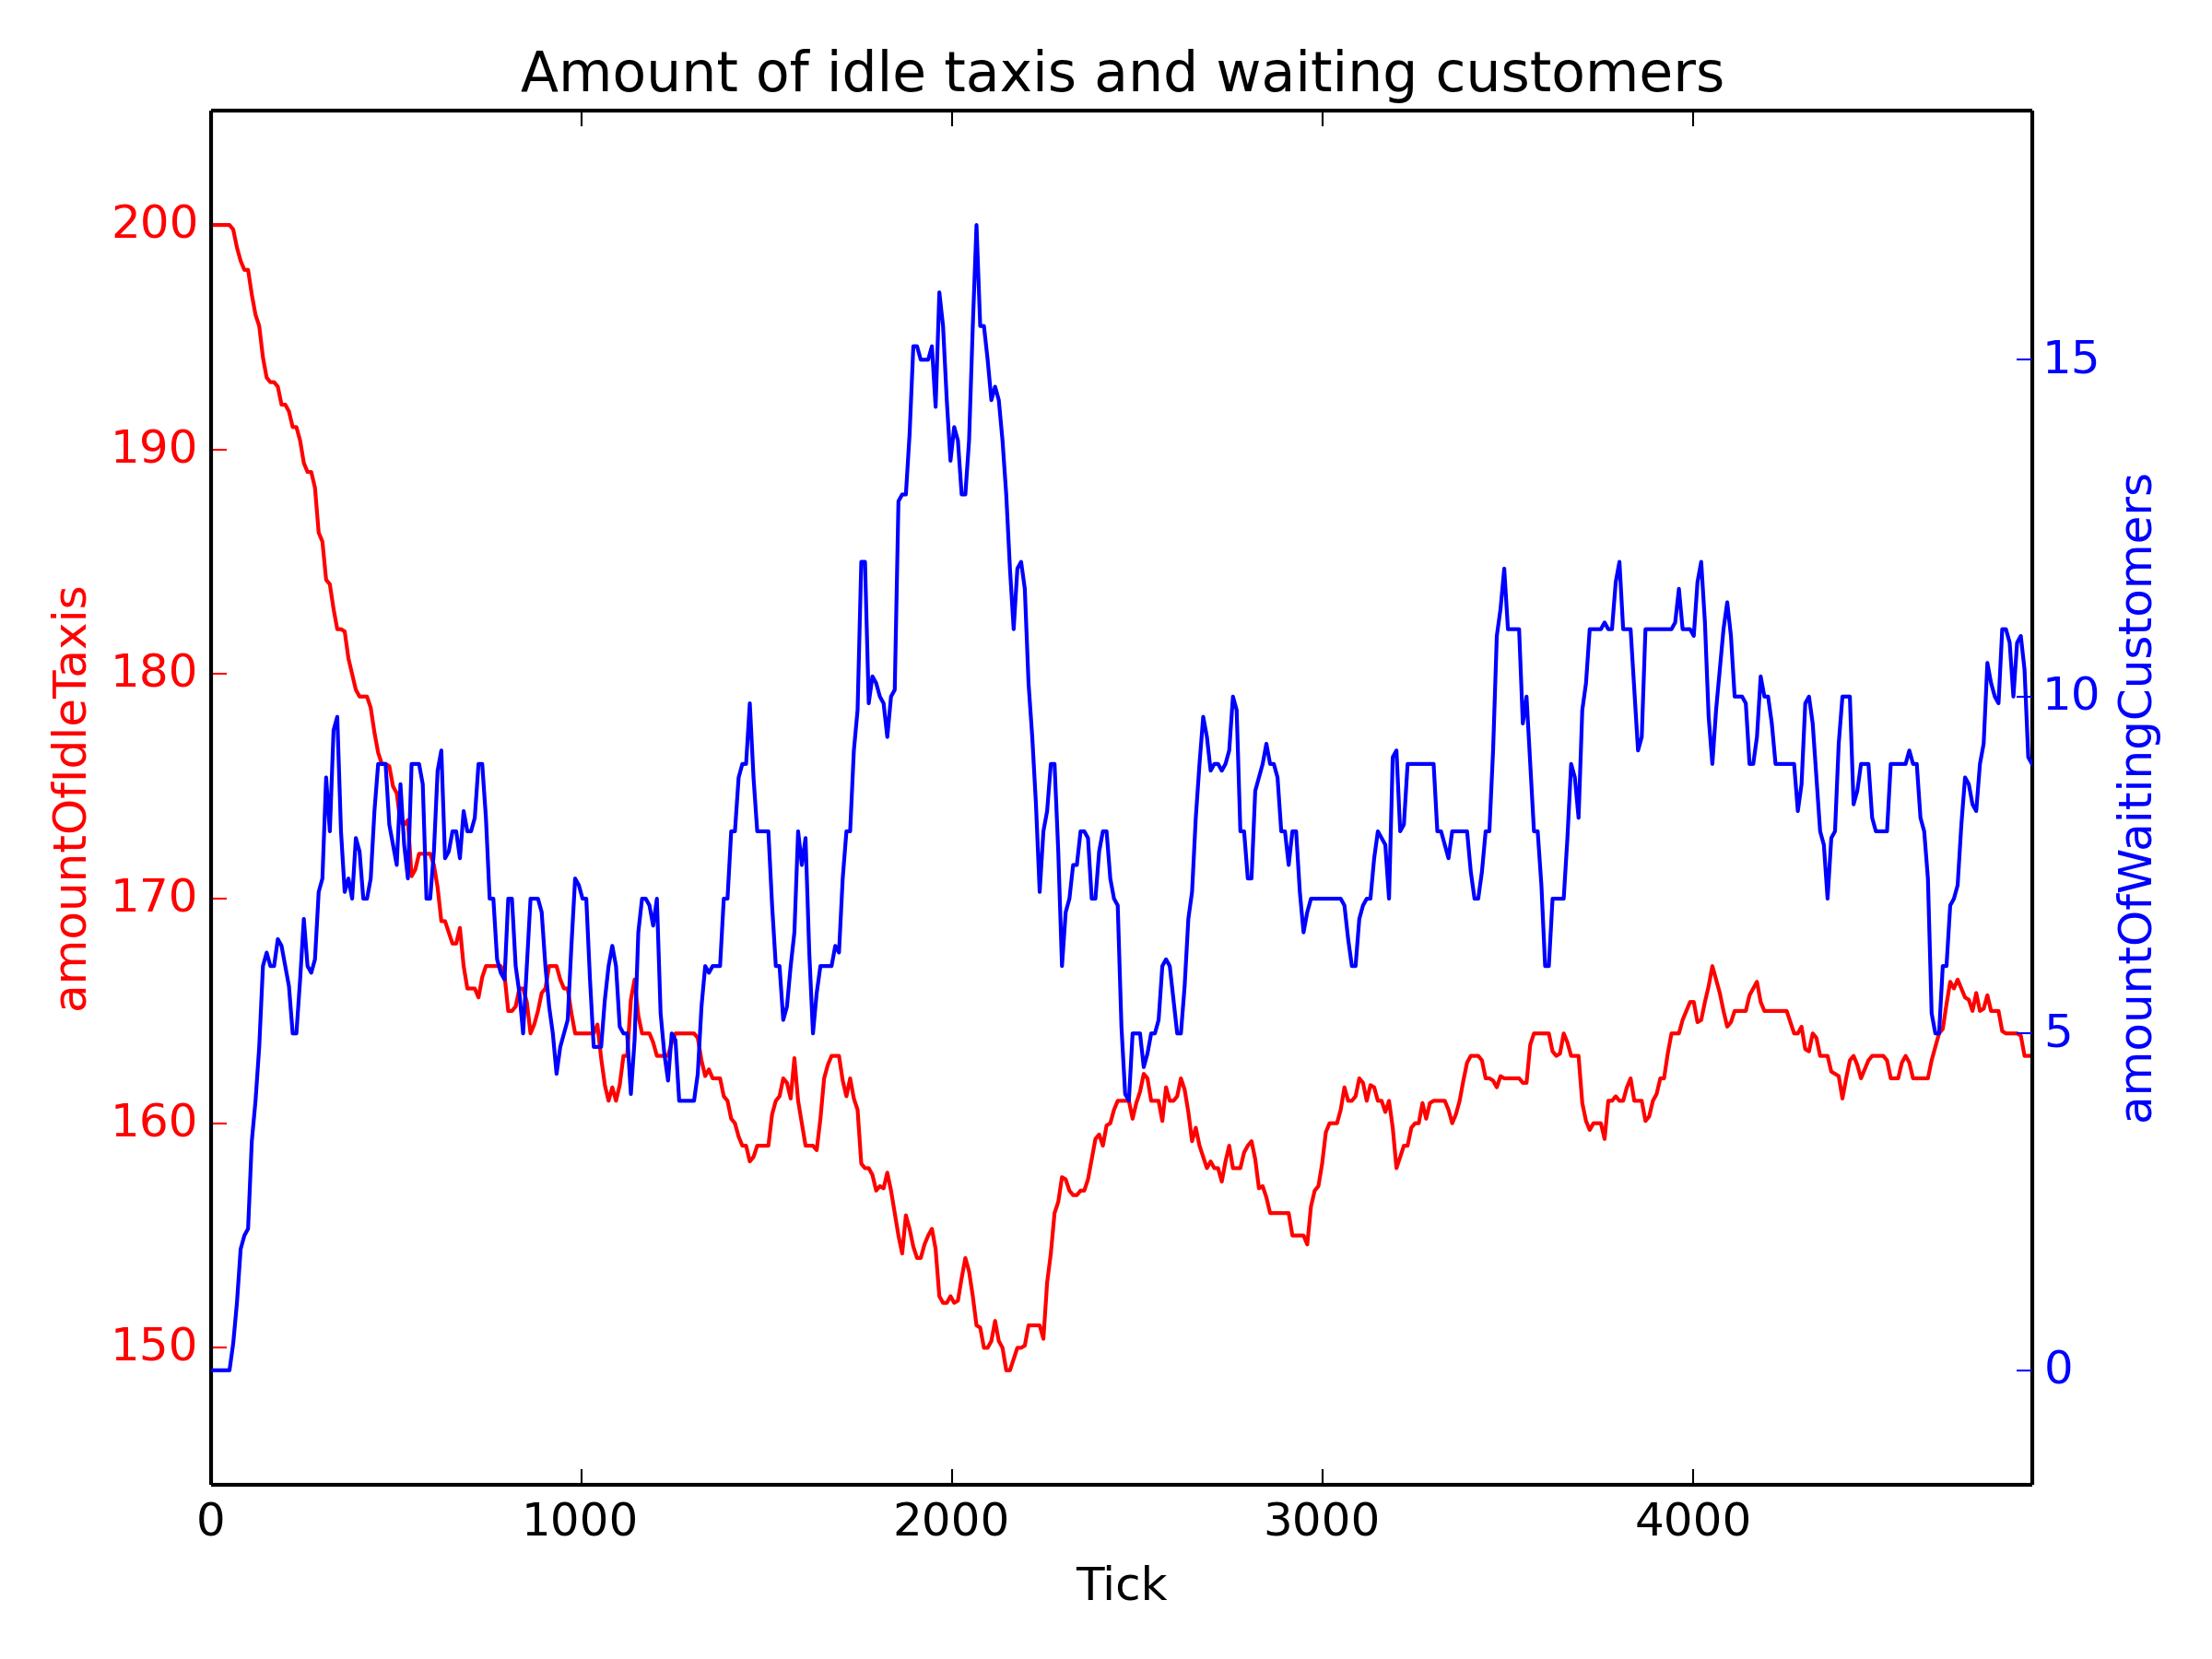 Amount of idle taxis and waiting customers
200
190
180
170
160
150
amountOfIdleTaxis
15
10
5
0
amountOfWaitingCustomers
0 1000 2000 3000 4000
Tick